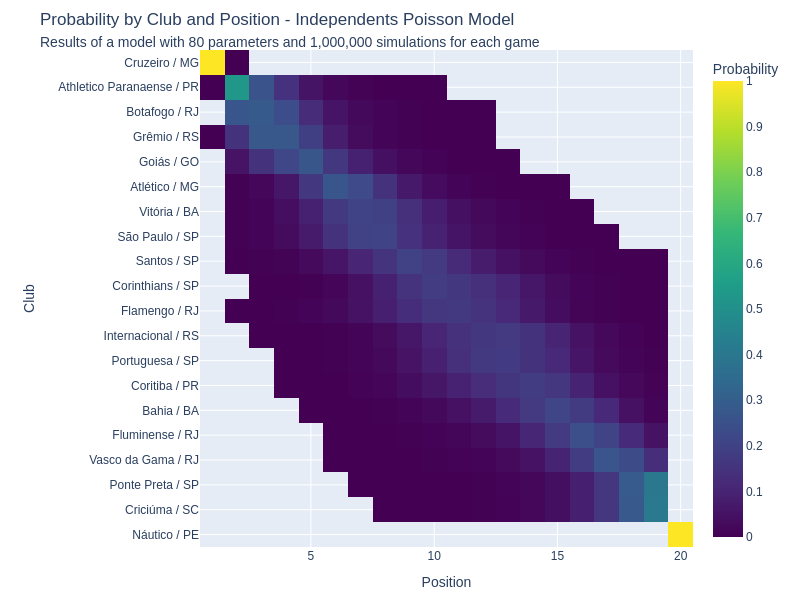 Probability by Club and Position - Independents Poisson Model
Results of a model with 80 parameters and 1,000,000 simulations for each game
Probability
Cruzeiro / MG
Athletico Paranaense / PR
Botafogo / RJ
Grêmio / RS
Goiás / GO
Atlético / MG
Vitória / BA
São Paulo / SP
Santos / SP
Corinthians / SP
Flamengo / RJ
Internacional / RS
Portuguesa / SP
Coritiba / PR
Bahia / BA
Fluminense / RJ
Vasco da Gama / RJ
Ponte Preta / SP
Criciúma / SC
Náutico / PE
Club
5
10
15
20
Position
1
0.9
0.8
0.7
0.6
0.5
0.4
0.3
0.2
0.1
0